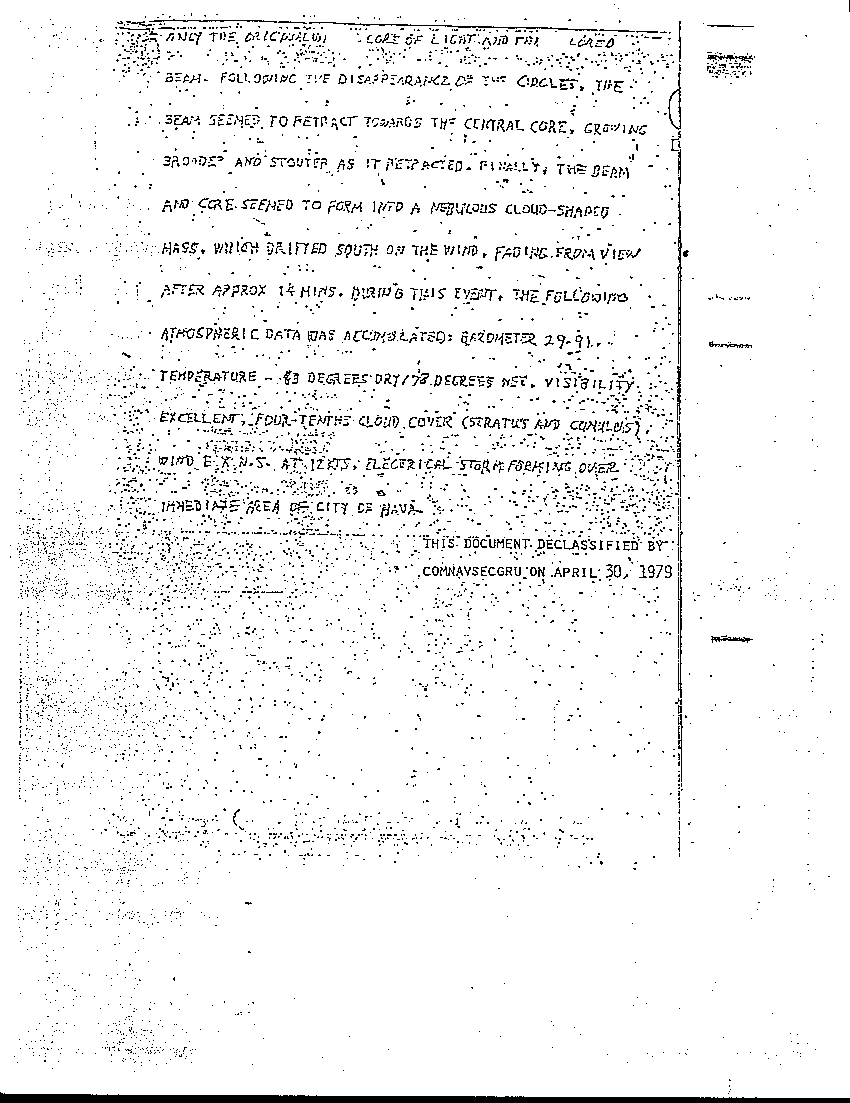 ONLY THE ORIGINAL CORE OF LIGHT AND THE
BEAM. FOLLOWING THE DISAPPEARANCE OF THE CIRCLES, THE
BEAM SEEMED TO RETRACT TOWARDS THE CENTRAL CORE, GROWING
BROADER AND STOUTER AS IT RETRACTED. FINALLY, THE BEAM
AND CORE SEEMED TO FORM INTO A NEBULOUS CLOUD-SHAPED
MASS, WHICH DRIFTED SOUTH ON THE WIND, FADING FROM VIEW
AFTER APPROX 14 MINS. DURING THIS EVENT, THE FOLLOWING
ATMOSPHERIC DATA WAS ACCUMULATED: BAROMETER 29.91,
TEMPERATURE - 83 DEGREES DRY/78 DEGREES WET, VISIBILITY
EXCELLENT, FOUR-TENTHS CLOUD COVER (STRATUS AND CUMULUS),
WIND E. AT 12KTS, ELECTRICAL STORM FORMING OVER
IMMEDIATE AREA OF CITY OF
THIS DOCUMENT DECLASSIFIED BY
COMNAVSECGRU ON APRIL 30, 1979